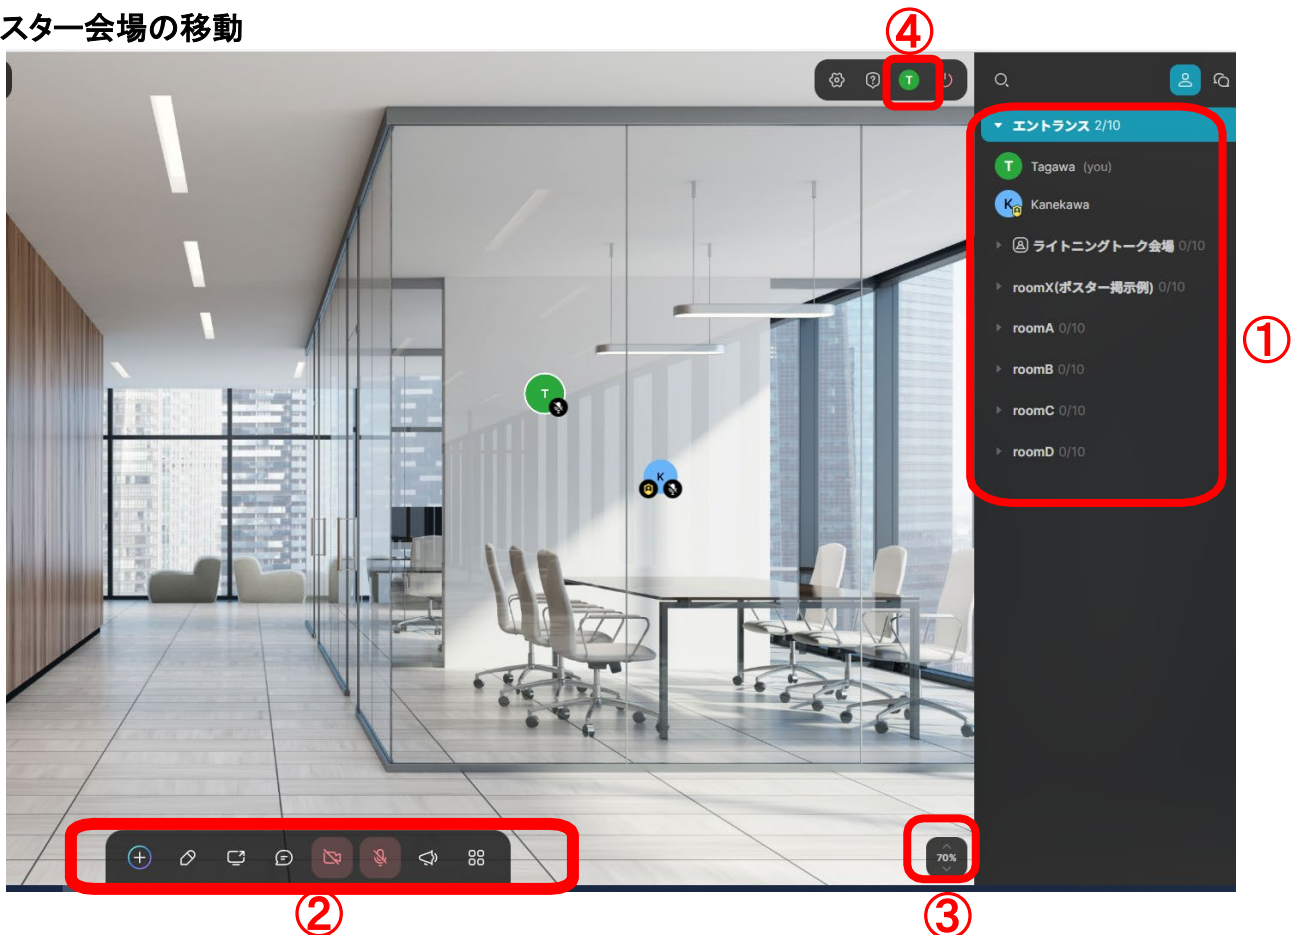 スター会場の移動
④
T
エントランス 2/10
T Tagawa (you)
K Kanekawa
ライトニングトーク会場 0/10
roomX(ポスター掲示例) 0/10
①
roomA 0/10
roomB 0/10
roomC 0/10
roomD 0/10
T
K
70%
②
③